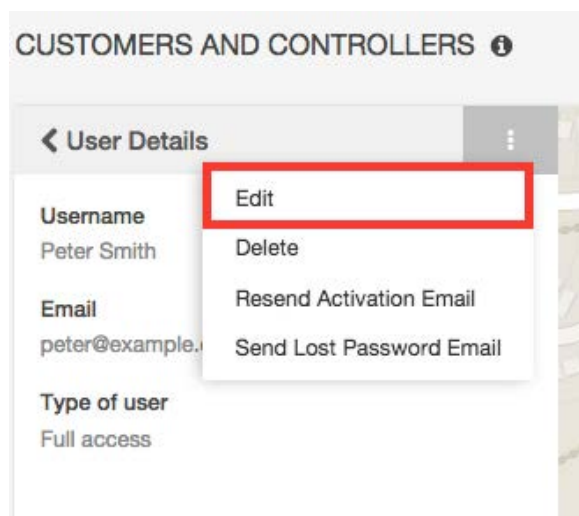 CUSTOMERS AND CONTROLLERS
User Details
Edit
Username
Peter Smith
Delete
Resend Activation Email
Email
peter@example.
Send Lost Password Email
Type of user
Full access